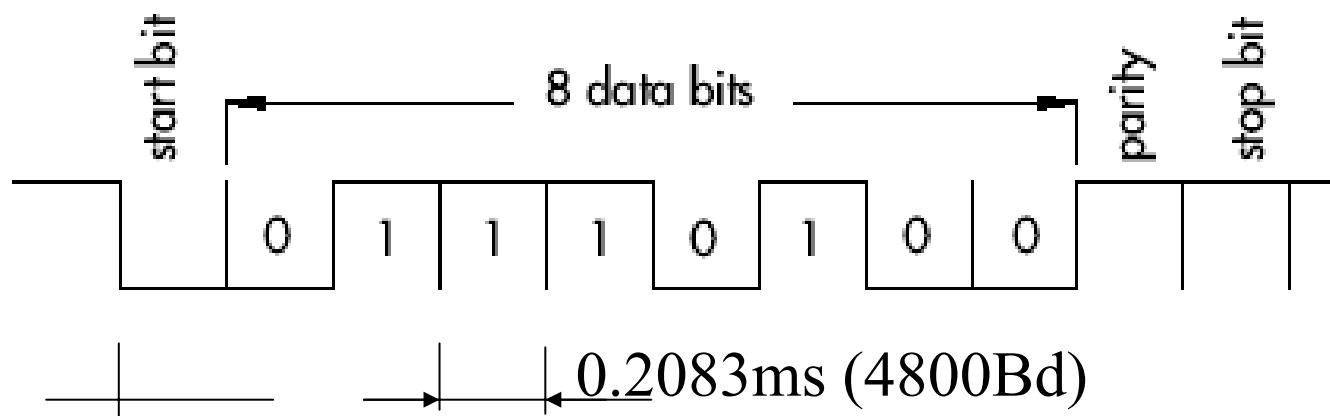 start bit
8 data bits
parity
stop bit
0 1 1 1 0 1 0 0
0.2083ms (4800Bd)